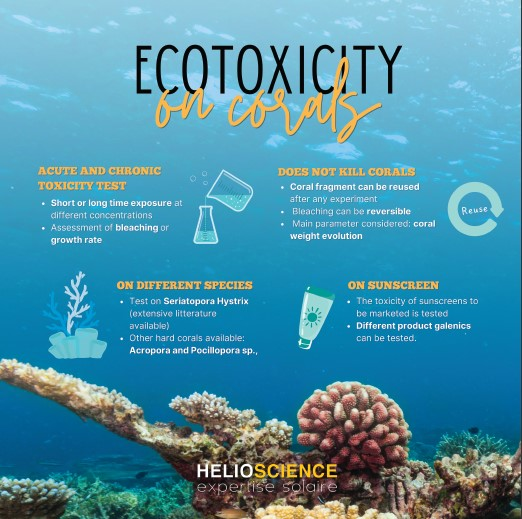 ECOTOXICITY
on corals
ACUTE AND CHRONIC
TOXICITY TEST
• Short or long time exposure at
different concentrations
• Assessment of bleaching or
growth rate
DOES NOT KILL CORALS
• Coral fragment can be reused
after any experiment
• Bleaching can be reversible
• Main parameter considered: coral
weight evolution
Reuse
ON DIFFERENT SPECIES
• Test on Seriatopora Hystrix
(extensive litterature
available)
• Other hard corals available:
Acropora and Pocillopora sp.,
ON SUNSCREEN
• The toxicity of sunscreens to
be marketed is tested
• Different product galenics
can be tested.
HELIOSCIENCE
expertise solaire